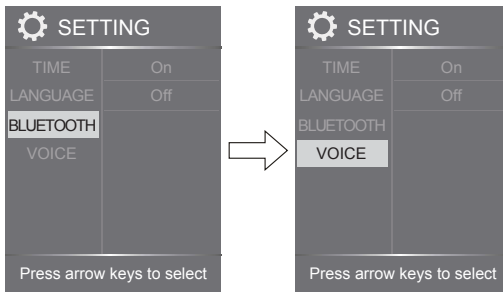 SETTING
TIME On
LANGUAGE Off
BLUETOOTH
VOICE
Press arrow keys to select
SETTING
TIME On
LANGUAGE Off
BLUETOOTH
VOICE
Press arrow keys to select